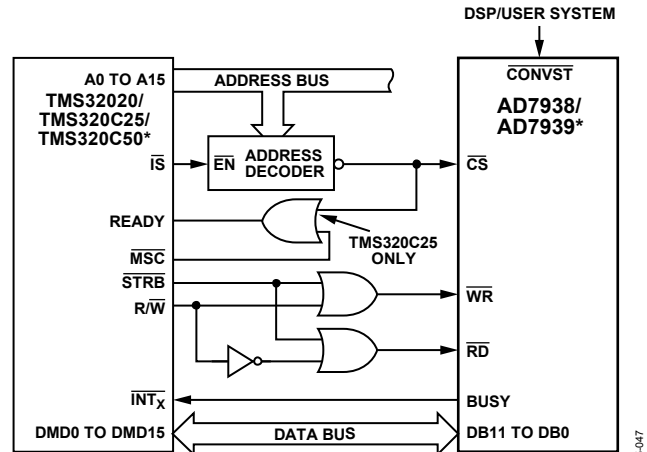 DSP/USER SYSTEM
A0 TO A15
ADDRESS BUS
CONVST
TMS32020/
TMS320C25/
TMS320C50*
AD7938/
AD7939*
IS
EN
ADDRESS
DECODER
CS
READY
TMS320C25
ONLY
MSC
STRB
R/W
WR
RD
INTX
BUSY
DMD0 TO DMD15
DATA BUS
DB11 TO DB0
-047